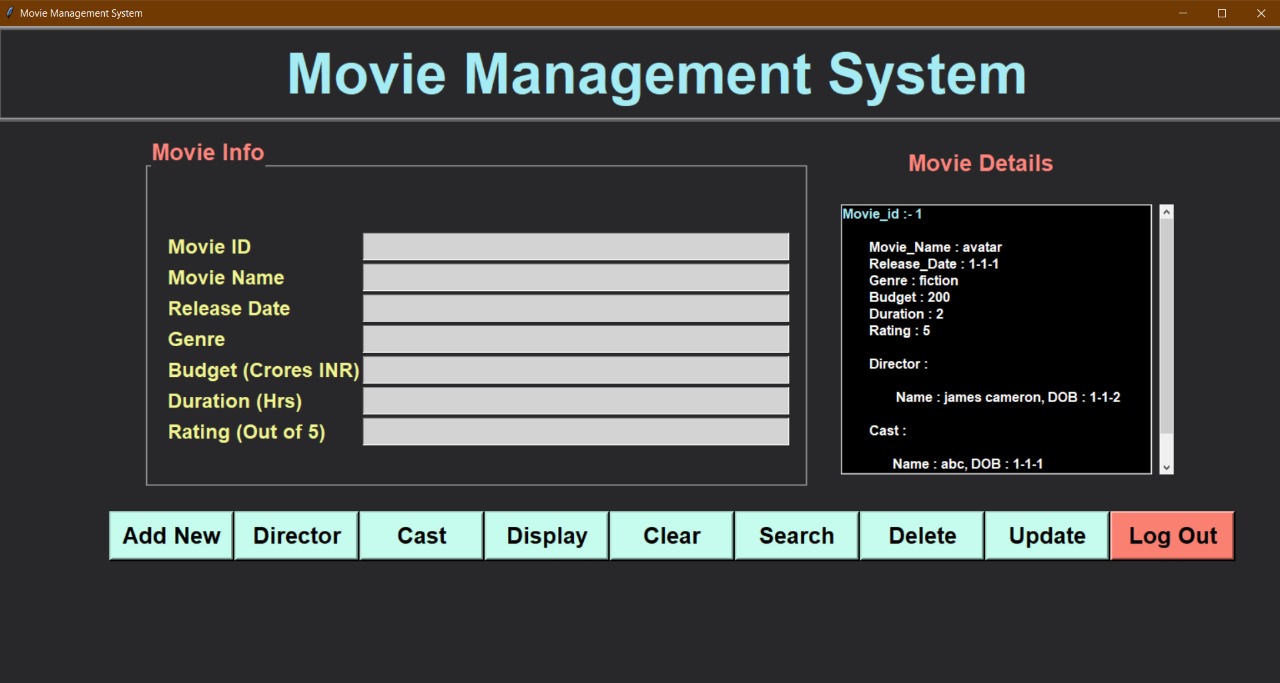 Movie Management System
Movie Management System
Movie Info
Movie ID
Movie Name
Release Date
Genre
Budget (Crores INR)
Duration (Hrs)
Rating (Out of 5)
Movie Details
Movie_id :- 1
Movie_Name : avatar
Release_Date : 1-1-1
Genre : fiction
Budget : 200
Duration : 2
Rating : 5
Director :
Name : james cameron, DOB : 1-1-2
Cast :
Name : abc, DOB : 1-1-1
Add New Director Cast Display Clear Search Delete Update Log Out